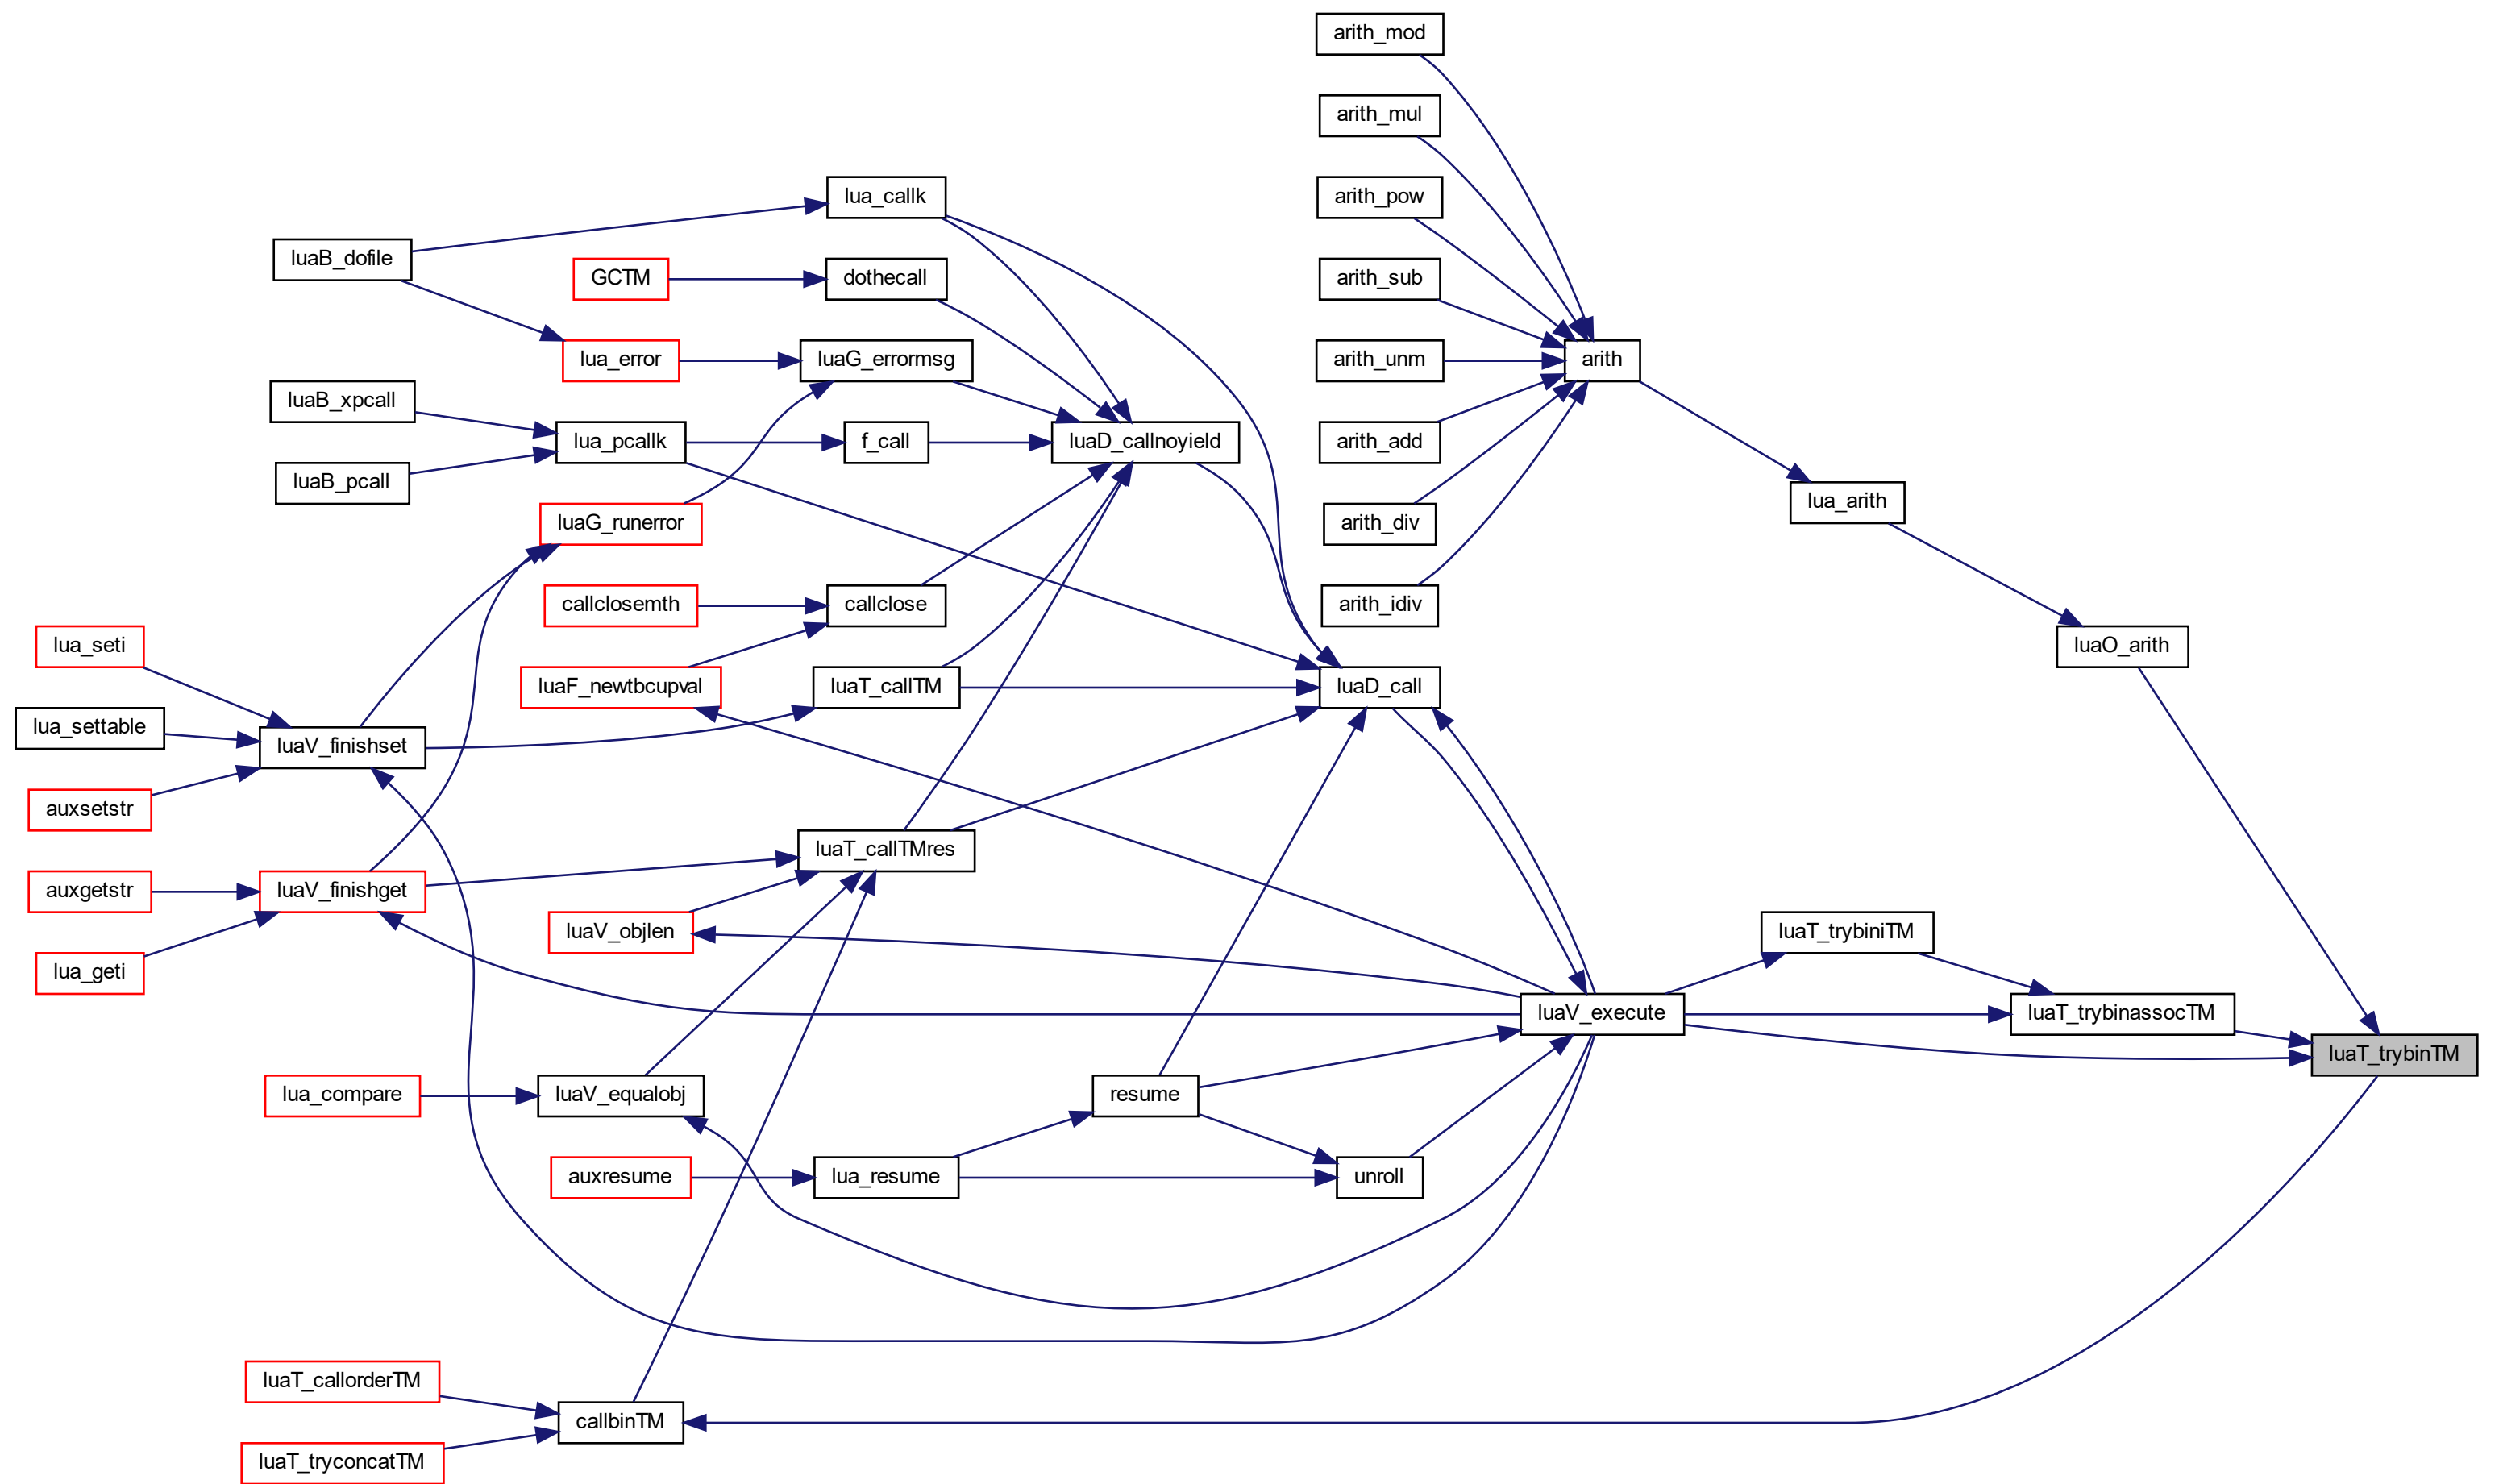 arith_mod
arith_mul
lua_callk
arith_pow
luaB_dofile
GCTM
dothecall
arith_sub
lua_error
luaG_errormsg
arith_unm
arith
luaB_xpcall
lua_pcallk
f_call
luaD_callnoyield
arith_add
luaB_pcall
luaG_runerror
arith_div
lua_arith
callclosemth
callclose
arith_idiv
lua_seti
luaO_arith
luaF_newtbcupval
luaT_callTM
luaD_call
lua_settable
luaV_finishset
auxsetstr
luaT_callTMres
auxgetstr
luaV_finishget
luaV_objlen
luaT_trybiniTM
lua_geti
luaV_execute
luaT_trybinassocTM
luaT_trybinTM
lua_compare
luaV_equalobj
resume
auxresume
lua_resume
unroll
luaT_callorderTM
callbinTM
luaT_tryconcatTM